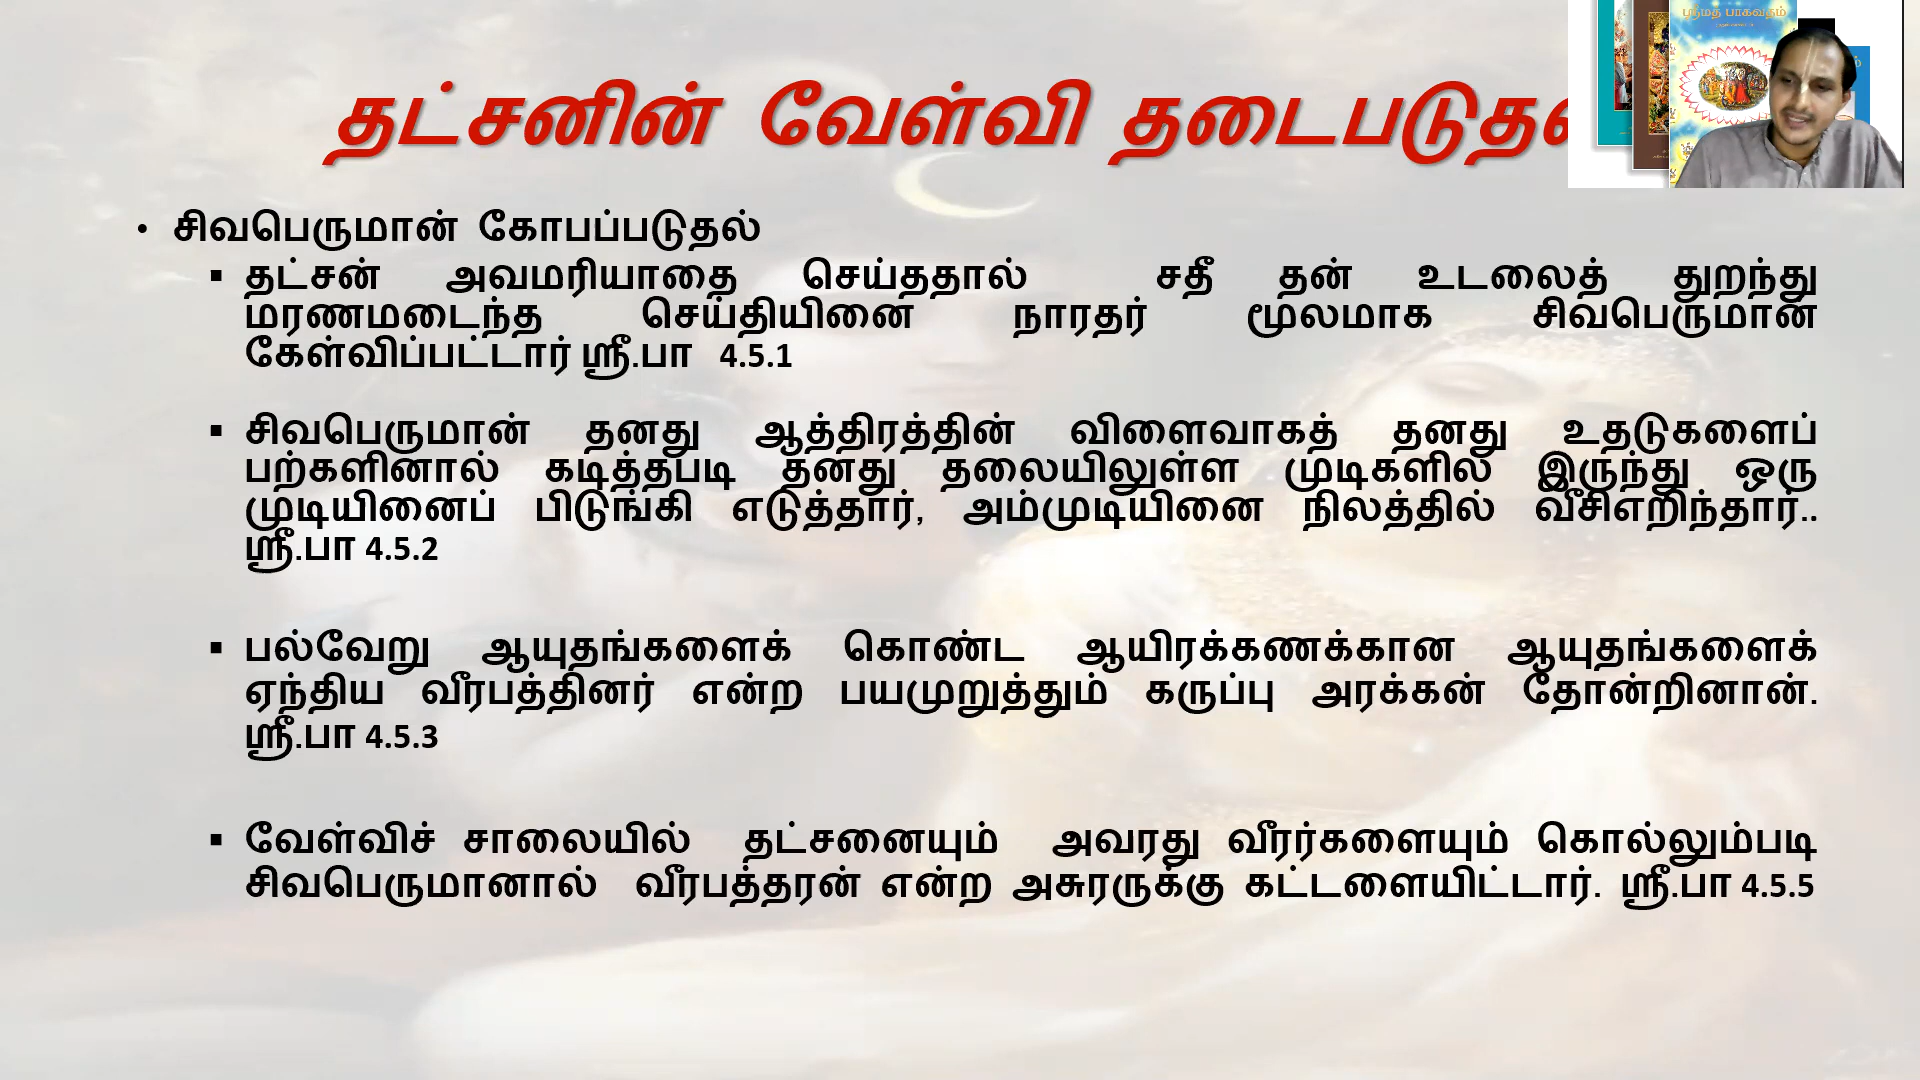 ஸ்ரீமத் பாகவதம்
தட்சனின் வேள்வி தடைபடுதல்
• சிவபெருமான் கோபப்படுதல்
▪ தட்சன் அவமரியாதை செய்ததால் சதீ தன் உடலைத் துறந்து
மரணமடைந்த செய்தியினை நாரதர் மூலமாக சிவபெருமான்
கேள்விப்பட்டார் ஸ்ரீ.பா 4.5.1
▪ சிவபெருமான் தனது ஆத்திரத்தின் விளைவாகத் தனது உதடுகளைப்
பற்களினால் கடித்தபடி தனது தலையிலுள்ள முடிகளில் இருந்து ஒரு
முடியினைப் பிடுங்கி எடுத்தார், அம்முடியினை நிலத்தில் வீசிஎறிந்தார்..
ஸ்ரீ.பா 4.5.2
▪ பல்வேறு ஆயுதங்களைக் கொண்ட ஆயிரக்கணக்கான ஆயுதங்களைக்
ஏந்திய வீரபத்தினர் என்ற பயமுறுத்தும் கருப்பு அரக்கன் தோன்றினான்.
ஸ்ரீ.பா 4.5.3
▪ வேள்விச் சாலையில் தட்சனையும் அவரது வீரர்களையும் கொல்லும்படி
சிவபெருமானால் வீரபத்தரன் என்ற அசுரருக்கு கட்டளையிட்டார். ஸ்ரீ.பா 4.5.5